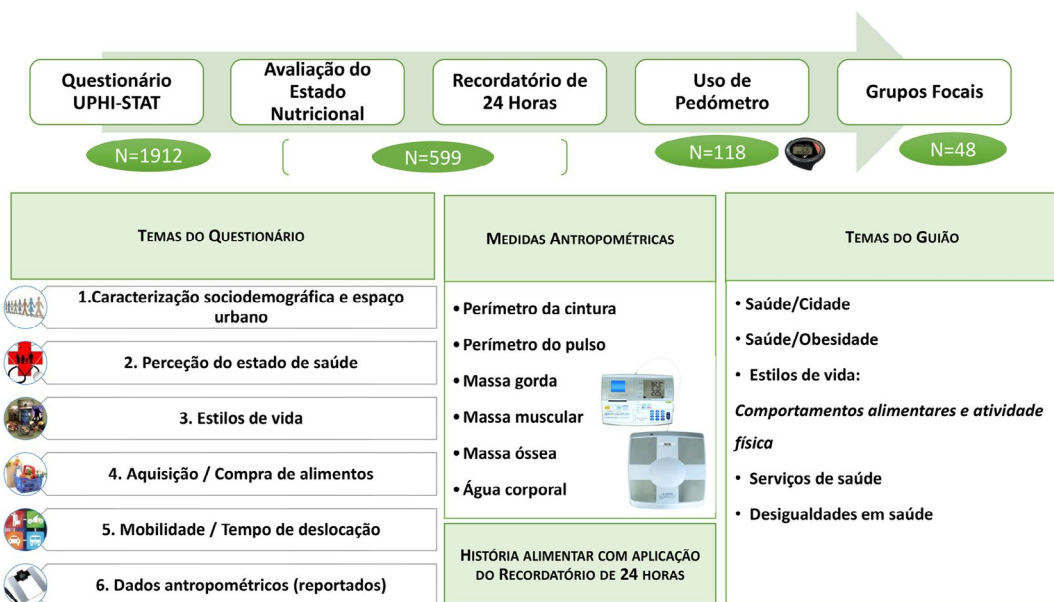 Questionário
UPHI-STAT
Avaliação do
Estado
Nutricional
Recordatório de
24 Horas
Uso de
Pedómetro
Grupos Focais
N=1912
N=599
N=118
N=48
TEMAS DO QUESTIONÁRIO
1.Caracterização sociodemográfica e espaço
urbano
2. Perceção do estado de saúde
3. Estilos de vida
4. Aquisição / Compra de alimentos
5. Mobilidade / Tempo de deslocação
6. Dados antropométricos (reportados)
MEDIDAS ANTROPOMÉTRICAS
•Perímetro da cintura
•Perímetro do pulso
•Massa gorda
•Massa muscular
•Massa óssea
•Água corporal
HISTÓRIA ALIMENTAR COM APLICAÇÃO
DO RECORDATÓRIO DE 24 HORAS
TEMAS DO GUIÃO
• Saúde/Cidade
• Saúde/Obesidade
• Estilos de vida:
Comportamentos alimentares e atividade
física
• Serviços de saúde
• Desigualdades em saúde